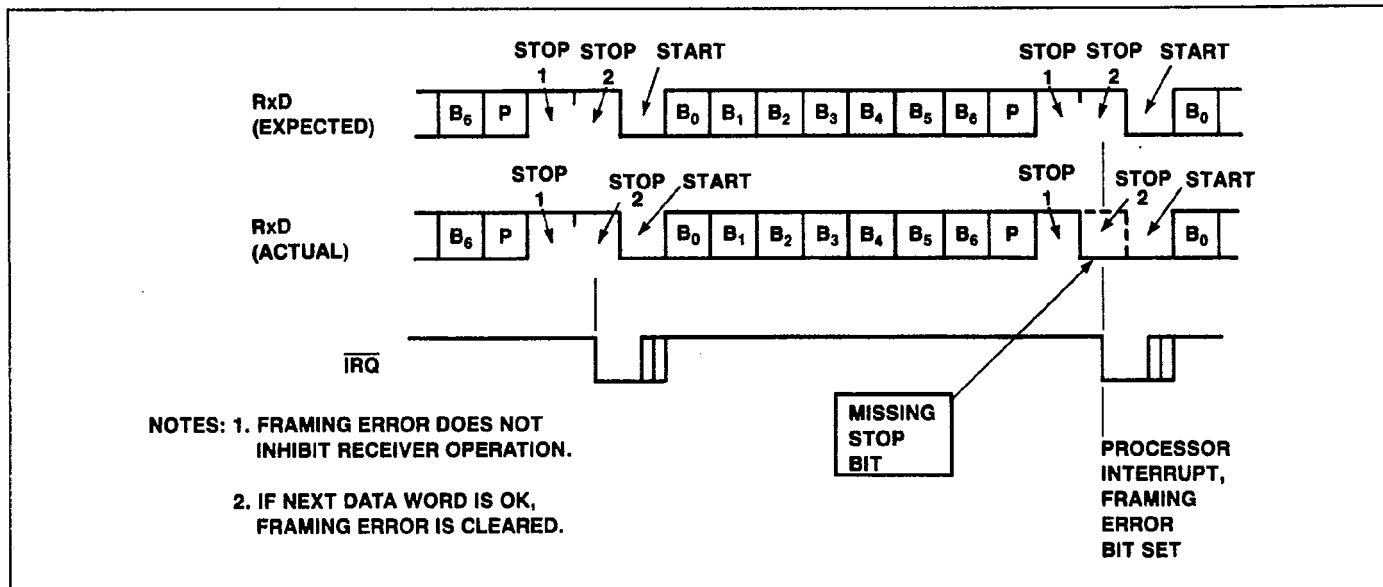 STOP STOP START STOP STOP START
1 2 1 2
RxD
(EXPECTED)
B6 P B0 B1 B2 B3 B4 B5 B6 P B0
STOP STOP START STOP STOP START
1 2 1 2
RxD
(ACTUAL)
B6 P B0 B1 B2 B3 B4 B5 B6 P B0
IRQ
MISSING
STOP
BIT
PROCESSOR
INTERRUPT,
FRAMING
ERROR
BIT SET
NOTES: 1. FRAMING ERROR DOES NOT
INHIBIT RECEIVER OPERATION.
2. IF NEXT DATA WORD IS OK,
FRAMING ERROR IS CLEARED.